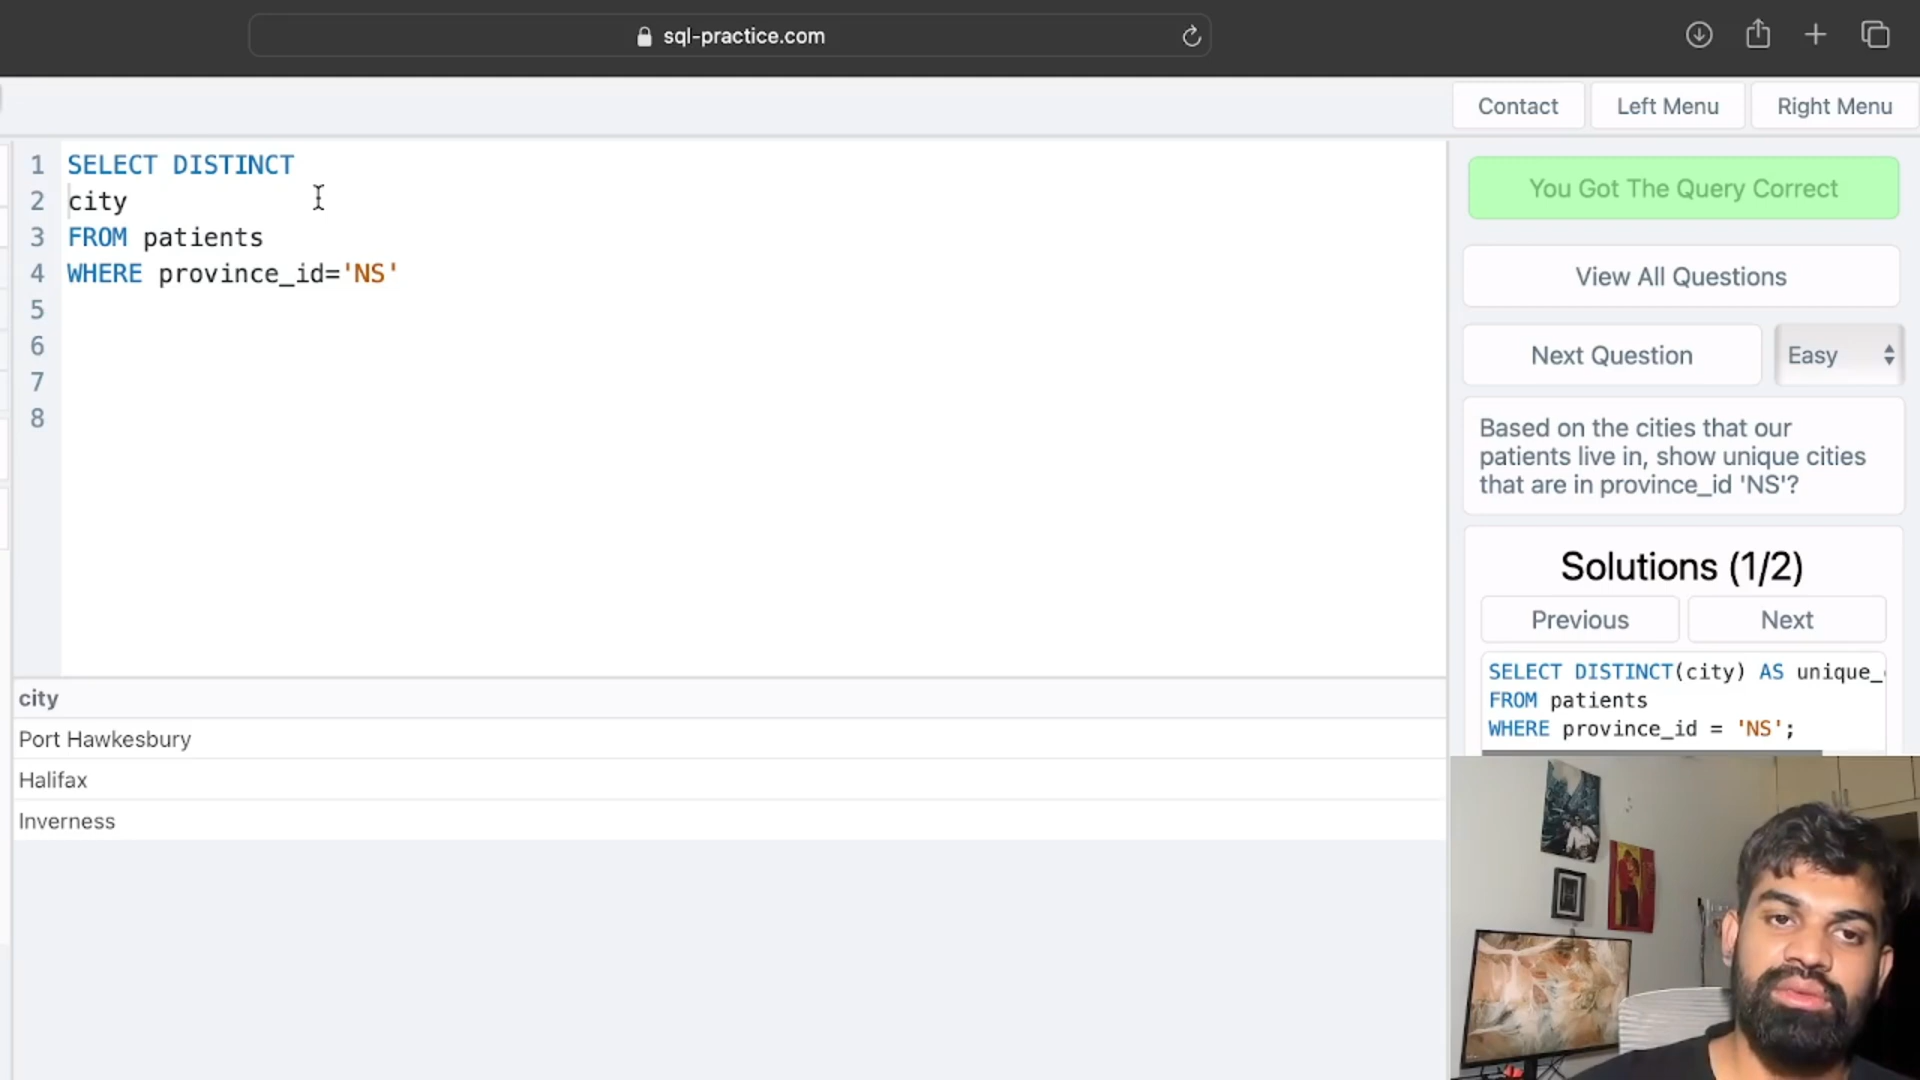 sql-practice.com
Contact
Left Menu
Right Menu
1 SELECT DISTINCT
2 city
3 FROM patients
4 WHERE province_id='NS'
5
6
7
8
You Got The Query Correct
View All Questions
Next Question
Easy
Based on the cities that our
patients live in, show unique cities
that are in province_id 'NS'?
Solutions (1/2)
Previous
Next
SELECT DISTINCT(city) AS unique_
FROM patients
WHERE province_id = 'NS';
city
Port Hawkesbury
Halifax
Inverness